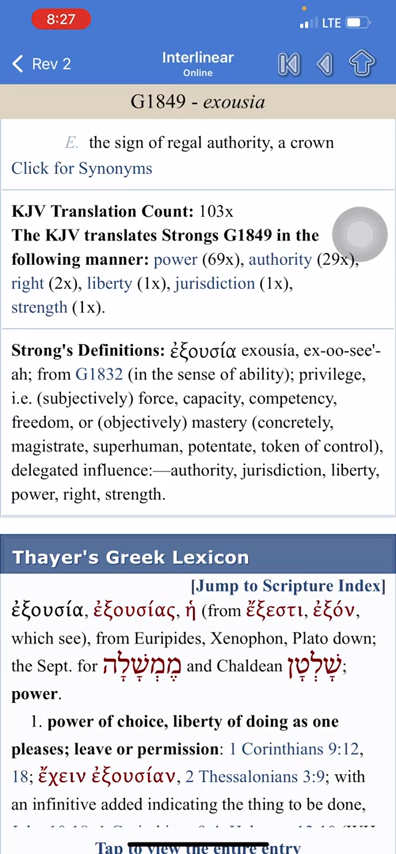 8:27
LTE
Rev 2
Interlinear
Online
G1849 - exousia
E. the sign of regal authority, a crown
Click for Synonyms
KJV Translation Count: 103x
The KJV translates Strongs G1849 in the
following manner: power (69x), authority (29x),
right (2x), liberty (1x), jurisdiction (1x),
strength (1x).
Strong's Definitions: ἐξουσία exousía, ex-oo-see'-
ah; from G1832 (in the sense of ability); privilege,
i.e. (subjectively) force, capacity, competency,
freedom, or (objectively) mastery (concretely,
magistrate, superhuman, potentate, token of control),
delegated influence:—authority, jurisdiction, liberty,
power, right, strength.
Thayer's Greek Lexicon
[Jump to Scripture Index]
ἐξουσία, ἐξουσίας, ἡ (from ἔξεστι, ἐξόν,
which see), from Euripides, Xenophon, Plato down;
the Sept. for מֶמְשָׁלָה and Chaldean שָׁלְטָן;
power.
1. power of choice, liberty of doing as one
pleases; leave or permission: 1 Corinthians 9:12,
18; ἔχειν ἐξουσίαν, 2 Thessalonians 3:9; with
an infinitive added indicating the thing to be done,
Tap to view the entire entry